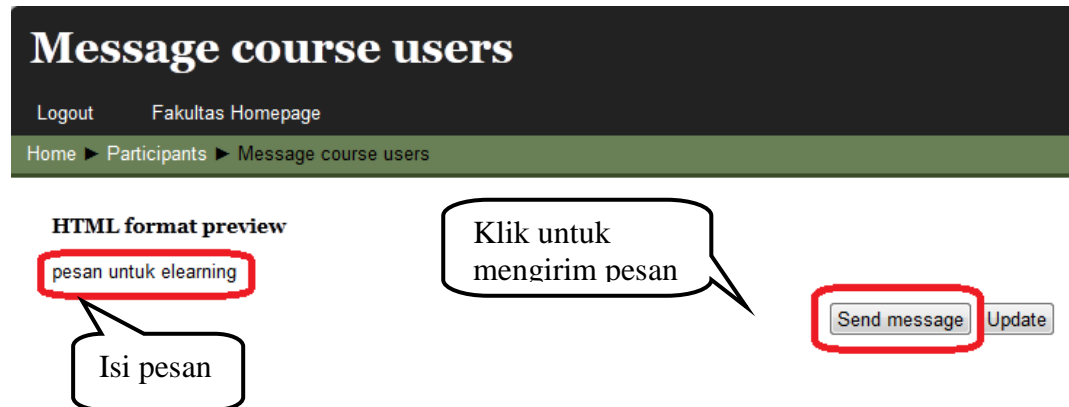 Message course users
Logout Fakultas Homepage
Home ► Participants ► Message course users
HTML format preview
pesan untuk elearning
Klik untuk
mengirim pesan
Send message Update
Isi pesan